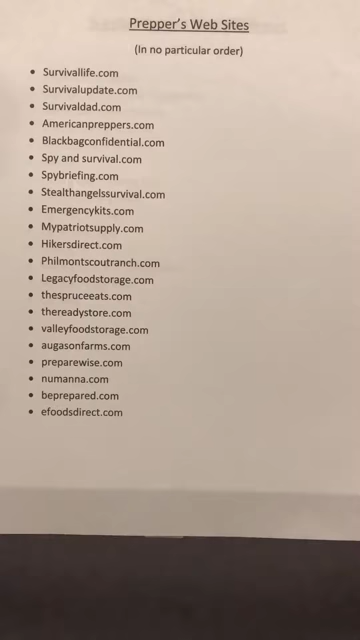 Prepper's Web Sites
(In no particular order)
• Survivallife.com
• Survivalupdate.com
• Survivaldad.com
• Americanpreppers.com
• Blackbagconfidential.com
• Spy and survival.com
• Spybriefing.com
• Stealthangelssurvival.com
• Emergencykits.com
• Mypatriotsupply.com
• Hikersdirect.com
• Philmontscoutranch.com
• Legacyfoodstorage.com
• thespruceeats.com
• thereadystore.com
• valleyfoodstorage.com
• augasonfarms.com
• preparewise.com
• numanna.com
• beprepared.com
• efoodsdirect.com